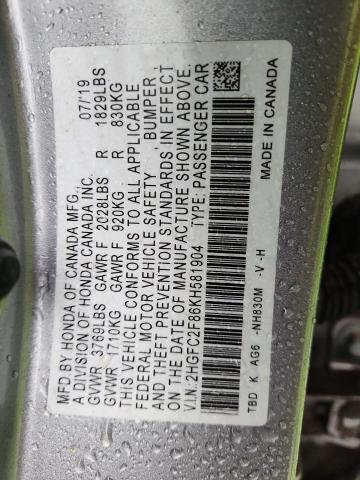 MFD BY HONDA OF CANADA MFG., 07/19
A DIVISION OF HONDA CANADA INC.
GVWR 3769LBS GAWR F 2028LBS R 1829LBS
GVWR 1710KG GAWR F 920KG R 830KG
THIS VEHICLE CONFORMS TO ALL APPLICABLE
FEDERAL MOTOR VEHICLE SAFETY BUMPER,
AND THEFT PREVENTION STANDARDS IN EFFECT
ON THE DATE OF MANUFACTURE SHOWN ABOVE.
V.I.N. 2HGFC2F86KH581904 TYPE: PASSENGER CAR
MADE IN CANADA
TBD K AG6 -NH830M -V -H